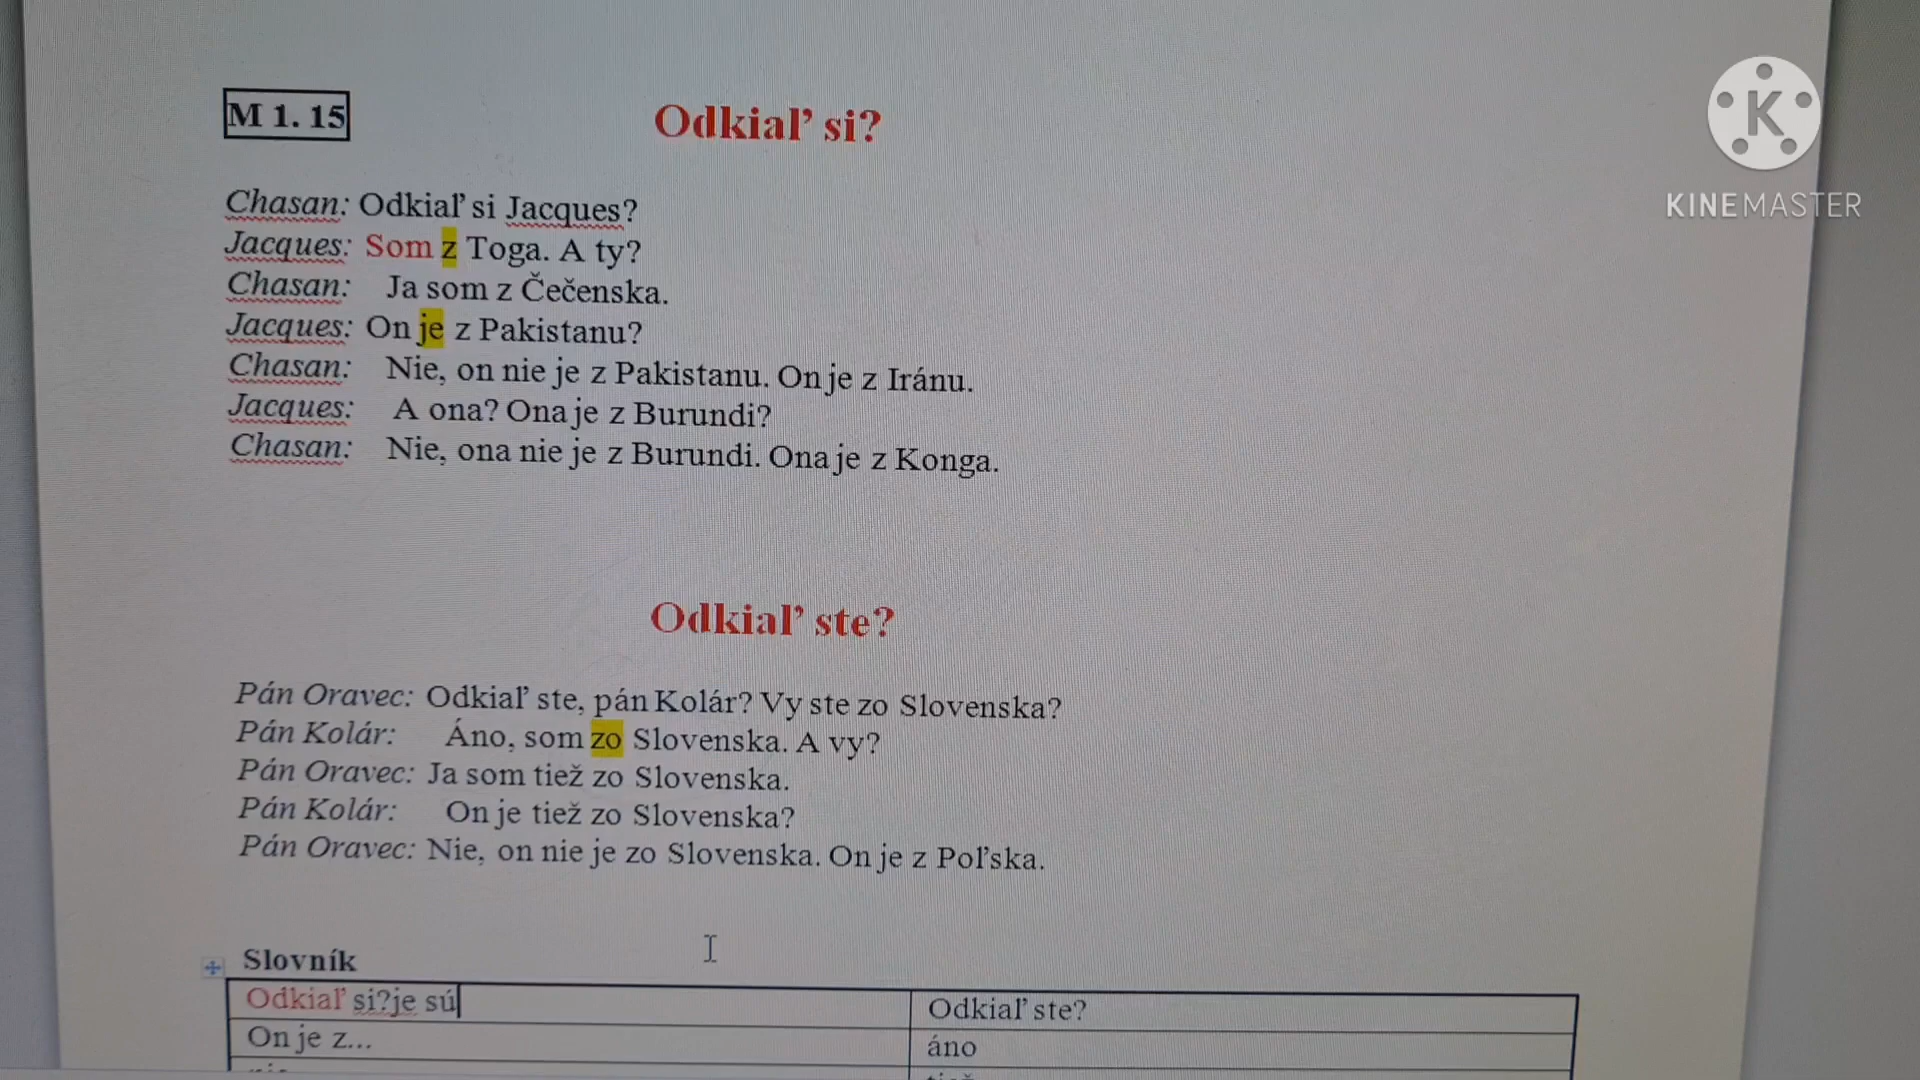 M 1. 15
Odkiaľ si?
Chasan: Odkiaľ si Jacques?
Jacques: Som z Toga. A ty?
Chasan: Ja som z Čečenska.
Jacques: On je z Pakistanu?
Chasan: Nie, on nie je z Pakistanu. On je z Iránu.
Jacques: A ona? Ona je z Burundi?
Chasan: Nie, ona nie je z Burundi. Ona je z Konga.
Odkiaľ ste?
Pán Oravec: Odkiaľ ste, pán Kolár? Vy ste zo Slovenska?
Pán Kolár: Áno, som zo Slovenska. A vy?
Pán Oravec: Ja som tiež zo Slovenska.
Pán Kolár: On je tiež zo Slovenska?
Pán Oravec: Nie, on nie je zo Slovenska. On je z Poľska.
Slovník
Odkiaľ si?je sú
Odkiaľ ste?
On je z...
áno
K
KINEMASTER